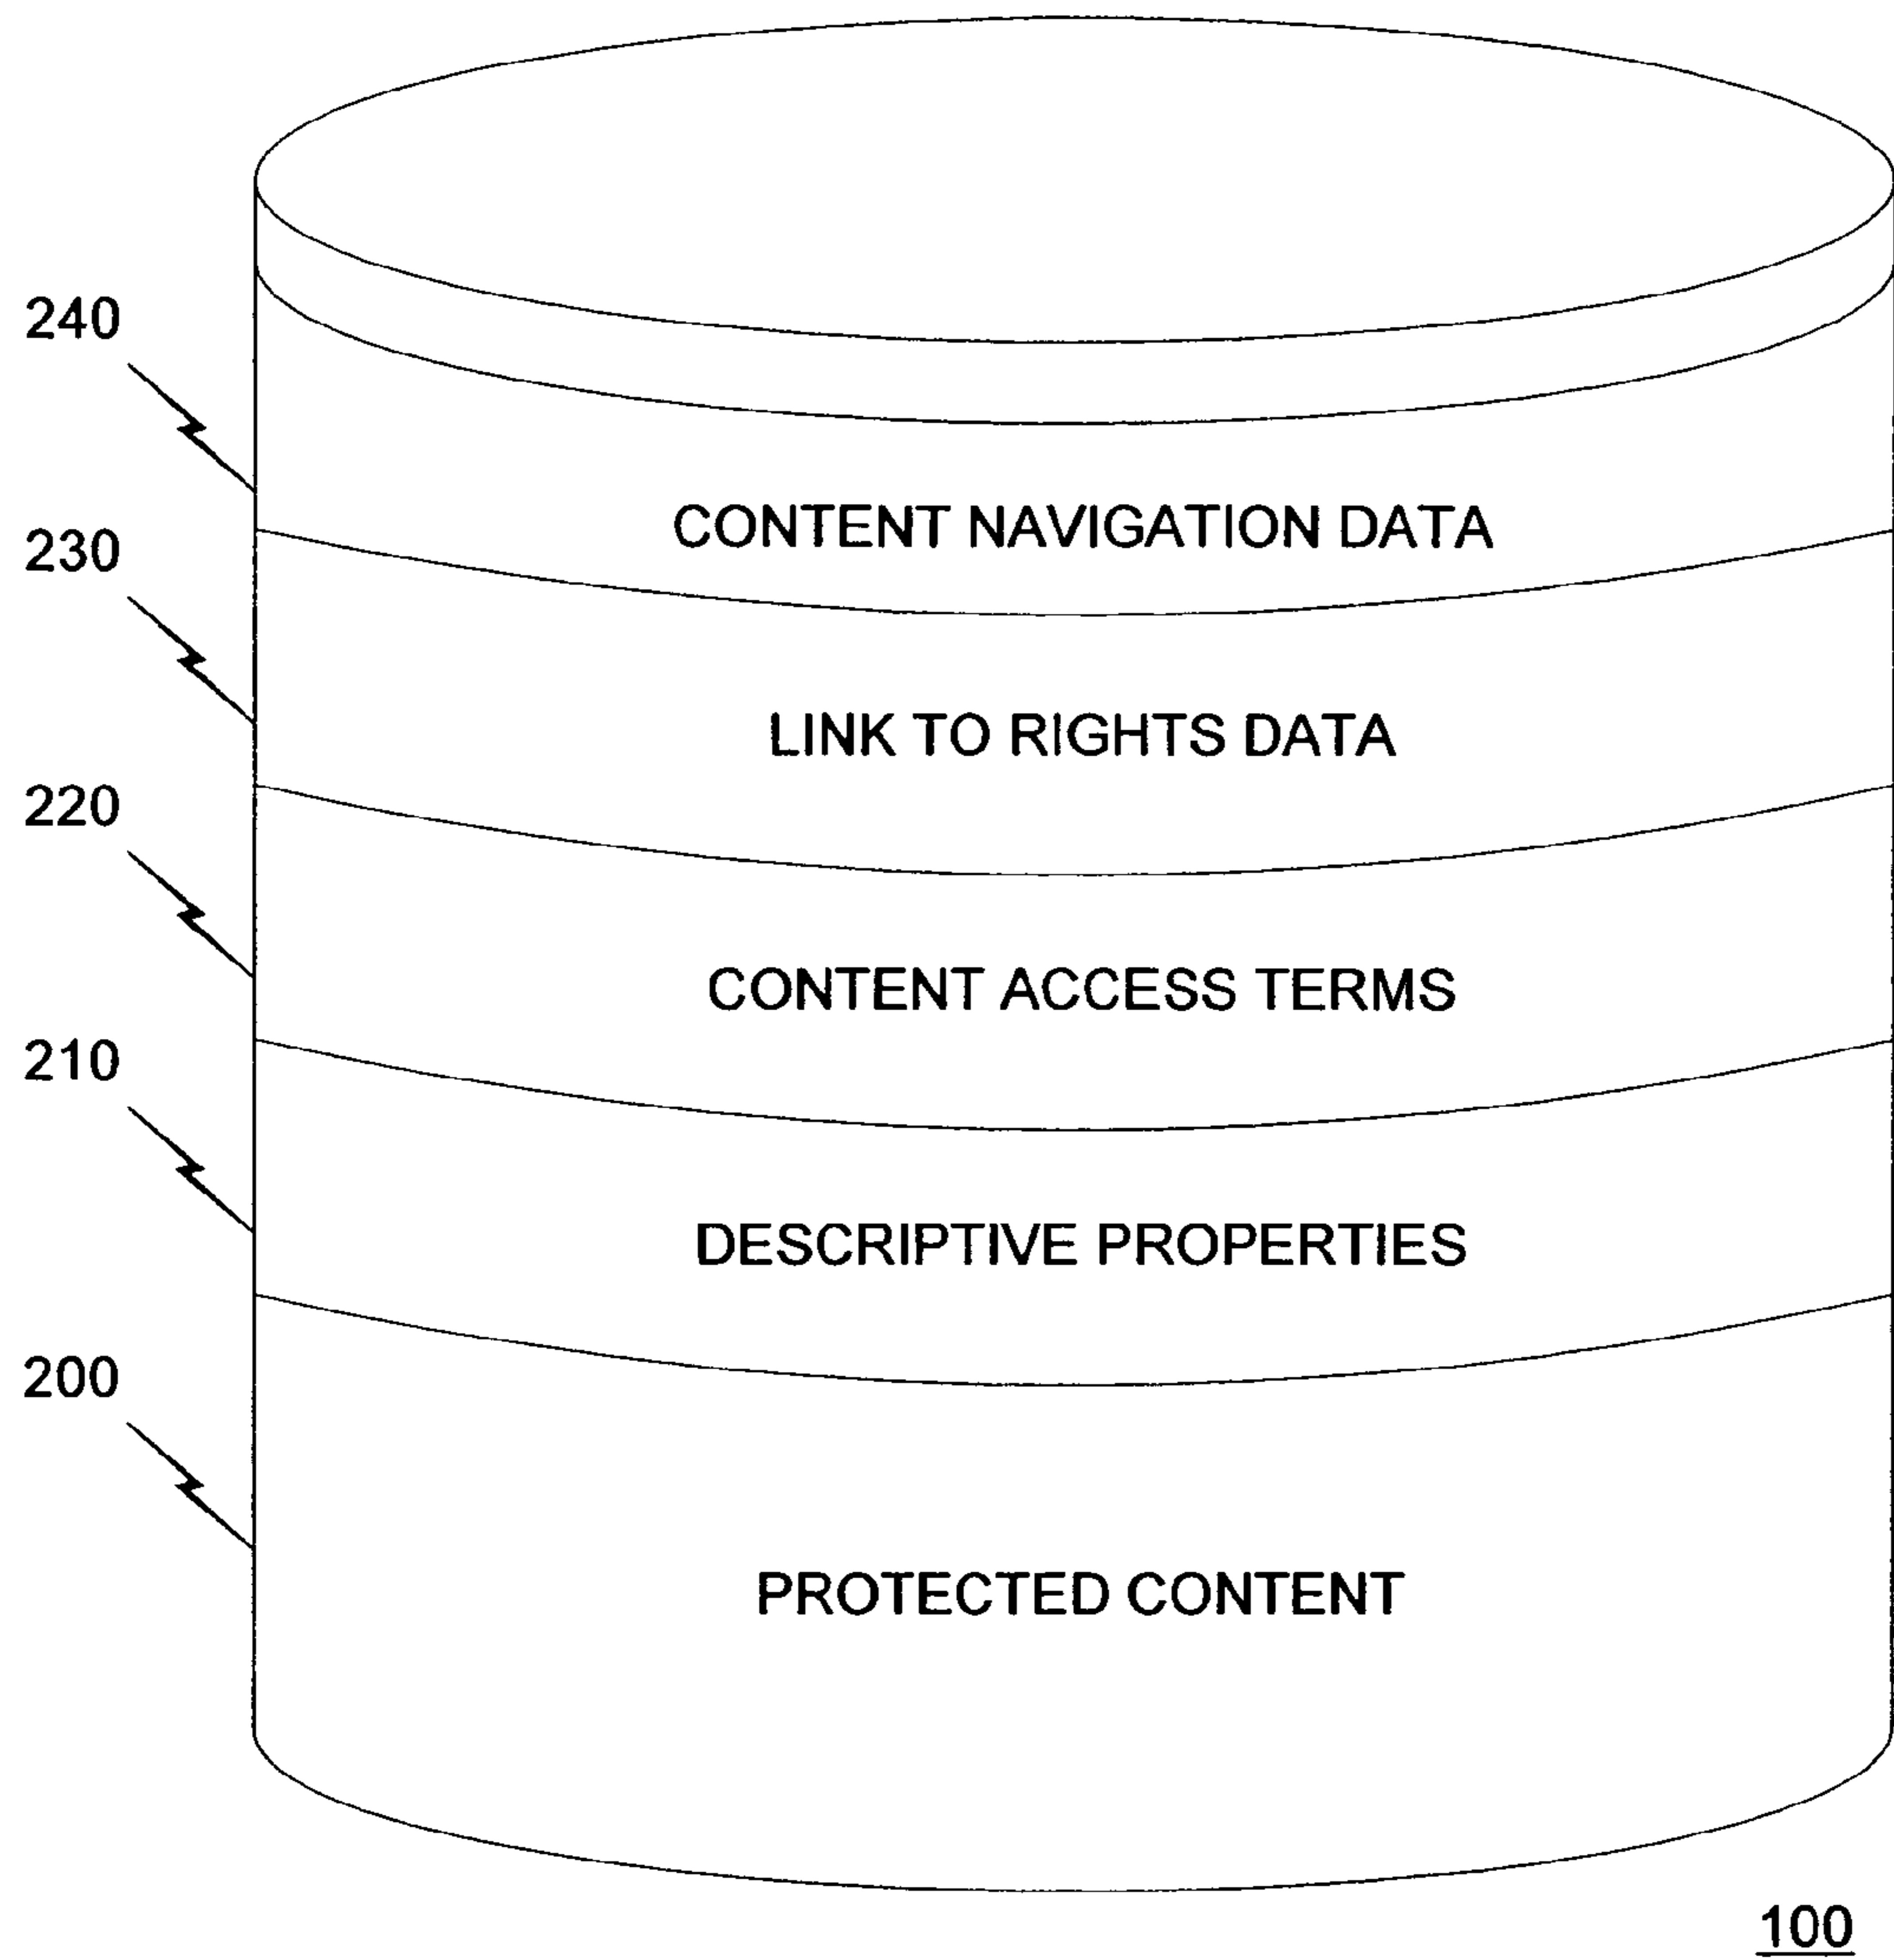 240
CONTENT NAVIGATION DATA
230
LINK TO RIGHTS DATA
220
CONTENT ACCESS TERMS
210
DESCRIPTIVE PROPERTIES
200
PROTECTED CONTENT
100